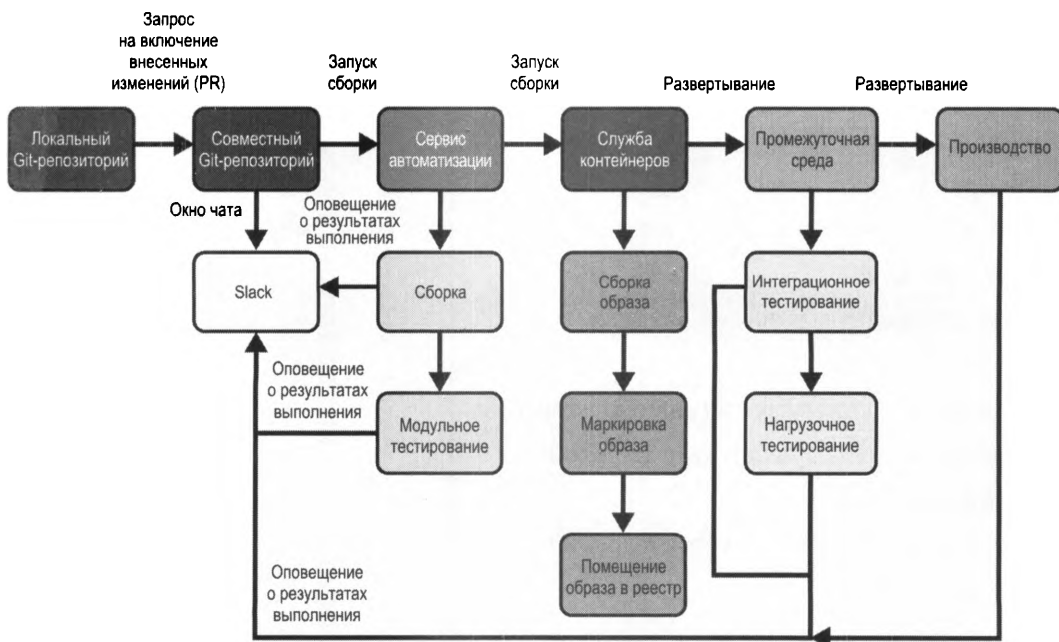 Запрос
на включение
внесенных
изменений (PR)
Запуск
сборки
Запуск
сборки
Развертывание
Развертывание
Локальный
Git-репозиторий
Совместный
Git-репозиторий
Сервис
автоматизации
Служба
контейнеров
Промежуточная
среда
Производство
Окно чата
Оповещение
о результатах
выполнения
Slack
Сборка
Сборка
образа
Интеграционное
тестирование
Оповещение
о результатах
выполнения
Модульное
тестирование
Маркировка
образа
Нагрузочное
тестирование
Оповещение
о результатах
выполнения
Помещение
образа в реестр